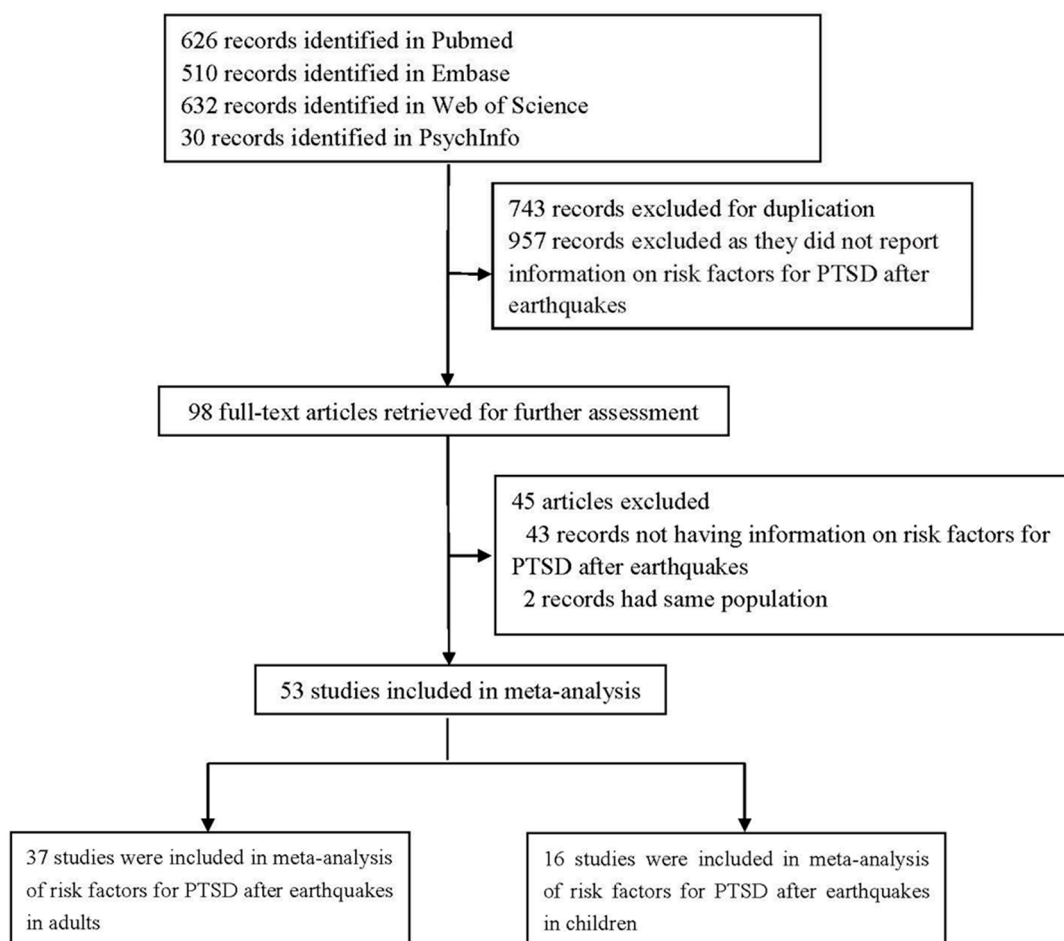 626 records identified in Pubmed
510 records identified in Embase
632 records identified in Web of Science
30 records identified in PsychInfo
743 records excluded for duplication
957 records excluded as they did not report
information on risk factors for PTSD after
earthquakes
98 full-text articles retrieved for further assessment
45 articles excluded
43 records not having information on risk factors for
PTSD after earthquakes
2 records had same population
53 studies included in meta-analysis
37 studies were included in meta-analysis
of risk factors for PTSD after earthquakes
in adults
16 studies were included in meta-analysis
of risk factors for PTSD after earthquakes
in children